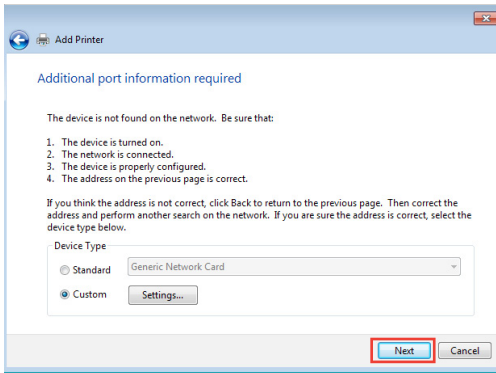 Add Printer
Additional port information required
The device is not found on the network. Be sure that:
1. The device is turned on.
2. The network is connected.
3. The device is properly configured.
4. The address on the previous page is correct.
If you think the address is not correct, click Back to return to the previous page. Then correct the
address and perform another search on the network. If you are sure the address is correct, select the
device type below.
Device Type
Standard Generic Network Card
Custom Settings...
Next Cancel